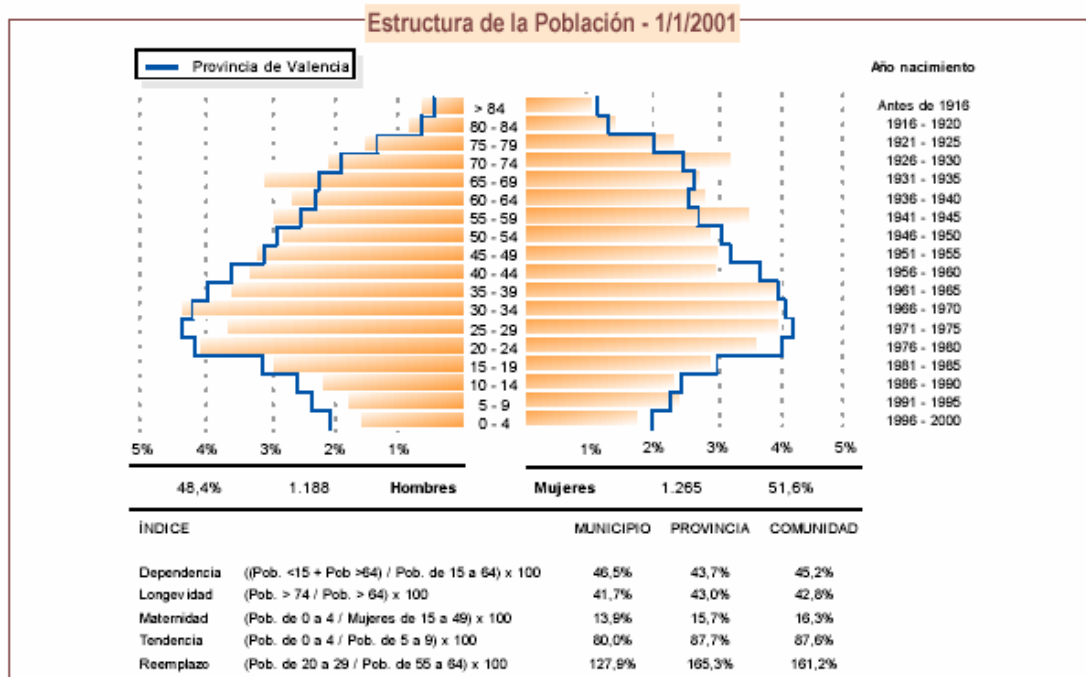 Estructura de la Población - 1/1/2001
Provincia de Valencia
Año nacimiento
> 84 Antes de 1916
80 - 84 1916 - 1920
75 - 79 1921 - 1925
70 - 74 1926 - 1930
65 - 69 1931 - 1935
60 - 64 1936 - 1940
55 - 59 1941 - 1945
50 - 54 1946 - 1950
45 - 49 1951 - 1955
40 - 44 1956 - 1960
35 - 39 1961 - 1965
30 - 34 1966 - 1970
25 - 29 1971 - 1975
20 - 24 1976 - 1980
15 - 19 1981 - 1985
10 - 14 1986 - 1990
5 - 9 1991 - 1995
0 - 4 1996 - 2000
5% 4% 3% 2% 1% 1% 2% 3% 4% 5%
48,4% 1.188 Hombres Mujeres 1.265 51,6%
ÍNDICE MUNICIPIO PROVINCIA COMUNIDAD
Dependencia ((Pob. <15 + Pob >64) / Pob. de 15 a 64) x 100 46,5% 43,7% 45,2%
Longevidad (Pob. > 74 / Pob. > 64) x 100 41,7% 43,0% 42,8%
Maternidad (Pob. de 0 a 4 / Mujeres de 15 a 49) x 100 13,9% 15,7% 16,3%
Tendencia (Pob. de 0 a 4 / Pob. de 5 a 9) x 100 80,0% 87,7% 87,6%
Reemplazo (Pob. de 20 a 29 / Pob. de 55 a 64) x 100 127,9% 165,3% 161,2%